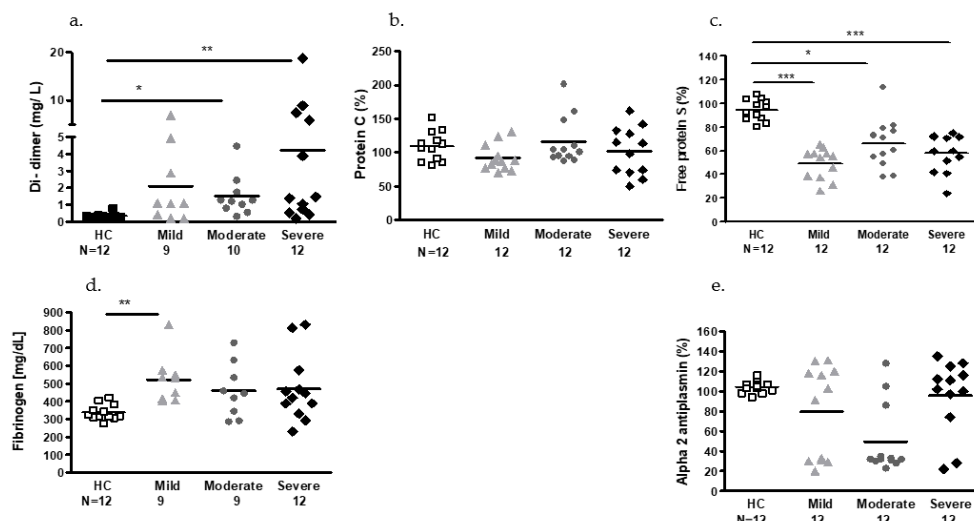 a.
**
*
Di- dimer (mg/ L)
20
10
5
4
3
2
1
0
HC Mild Moderate Severe
N=12 9 10 12
b.
Protein C (%)
250
200
150
100
50
0
HC Mild Moderate Severe
N=12 12 12 12
c.
***
*
***
Free protein S (%)
140
120
100
80
60
40
20
0
HC Mild Moderate Severe
N=12 12 12 12
d.
**
Fibrinogen [mg/dL]
900
800
700
600
500
400
300
200
100
0
HC Mild Moderate Severe
N=12 9 9 12
e.
Alpha 2 antiplasmin (%)
160
140
120
100
80
60
40
20
0
HC Mild Moderate Severe